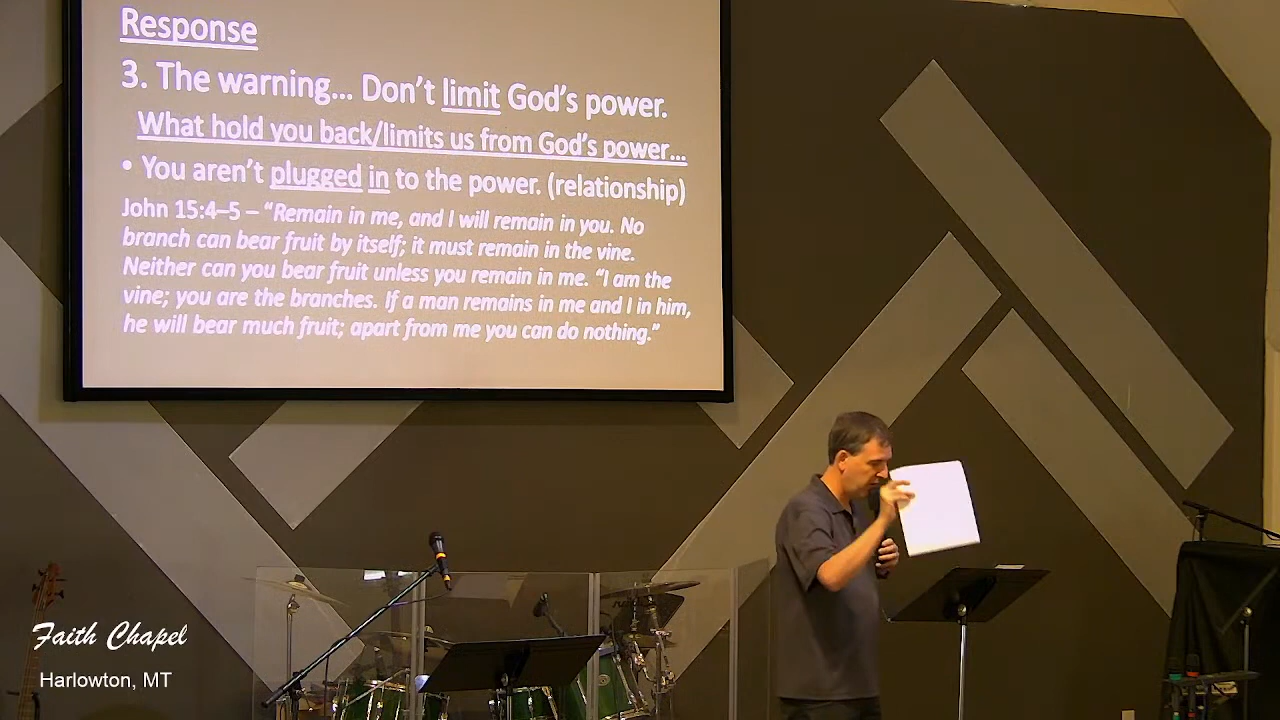 Response
3. The warning... Don't limit God's power.
What hold you back/limits us from God's power...
• You aren't plugged in to the power. (relationship)
John 15:4–5 – “Remain in me, and I will remain in you. No
branch can bear fruit by itself; it must remain in the vine.
Neither can you bear fruit unless you remain in me. “I am the
vine; you are the branches. If a man remains in me and I in him,
he will bear much fruit; apart from me you can do nothing.”
Faith Chapel
Harlowton, MT